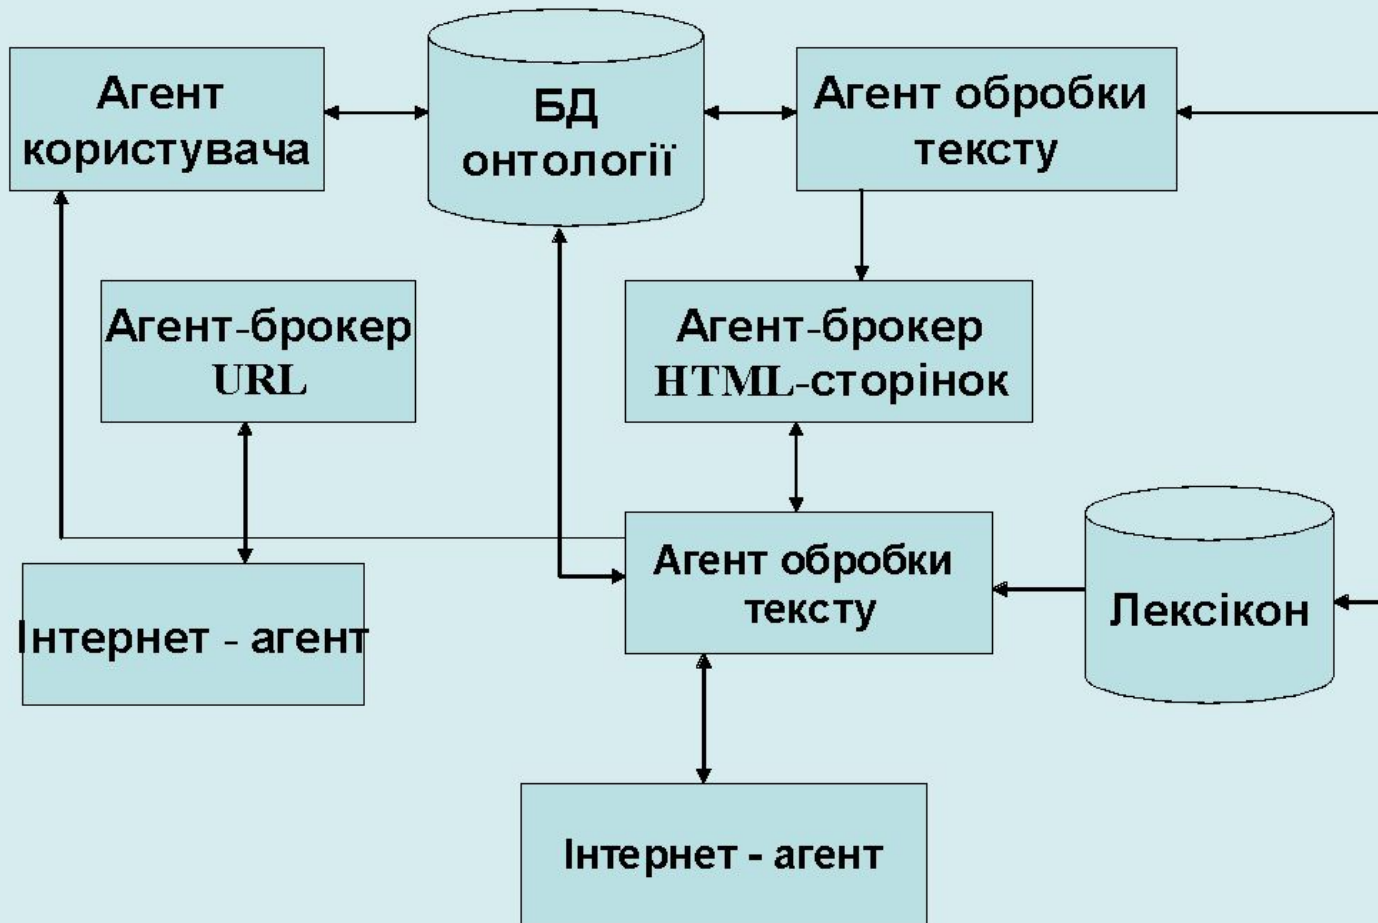 Агент
користувача
БД
онтології
Агент обробки
тексту
Агент-брокер
URL
Агент-брокер
HTML-сторінок
Інтернет - агент
Агент обробки
тексту
Лексікон
Інтернет - агент